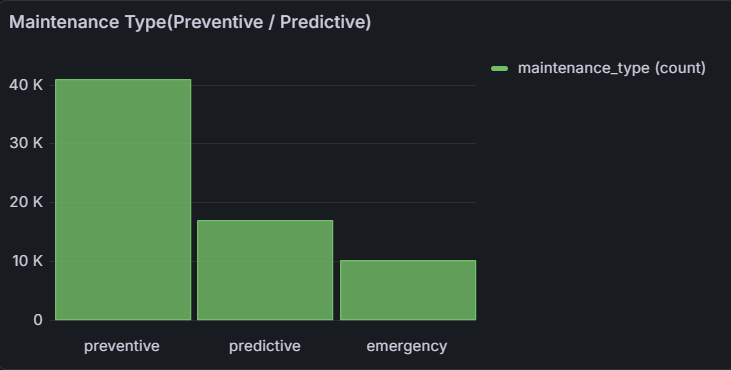 Maintenance Type(Preventive / Predictive)
maintenance_type (count)
40 K
30 K
20 K
10 K
0
preventive predictive emergency